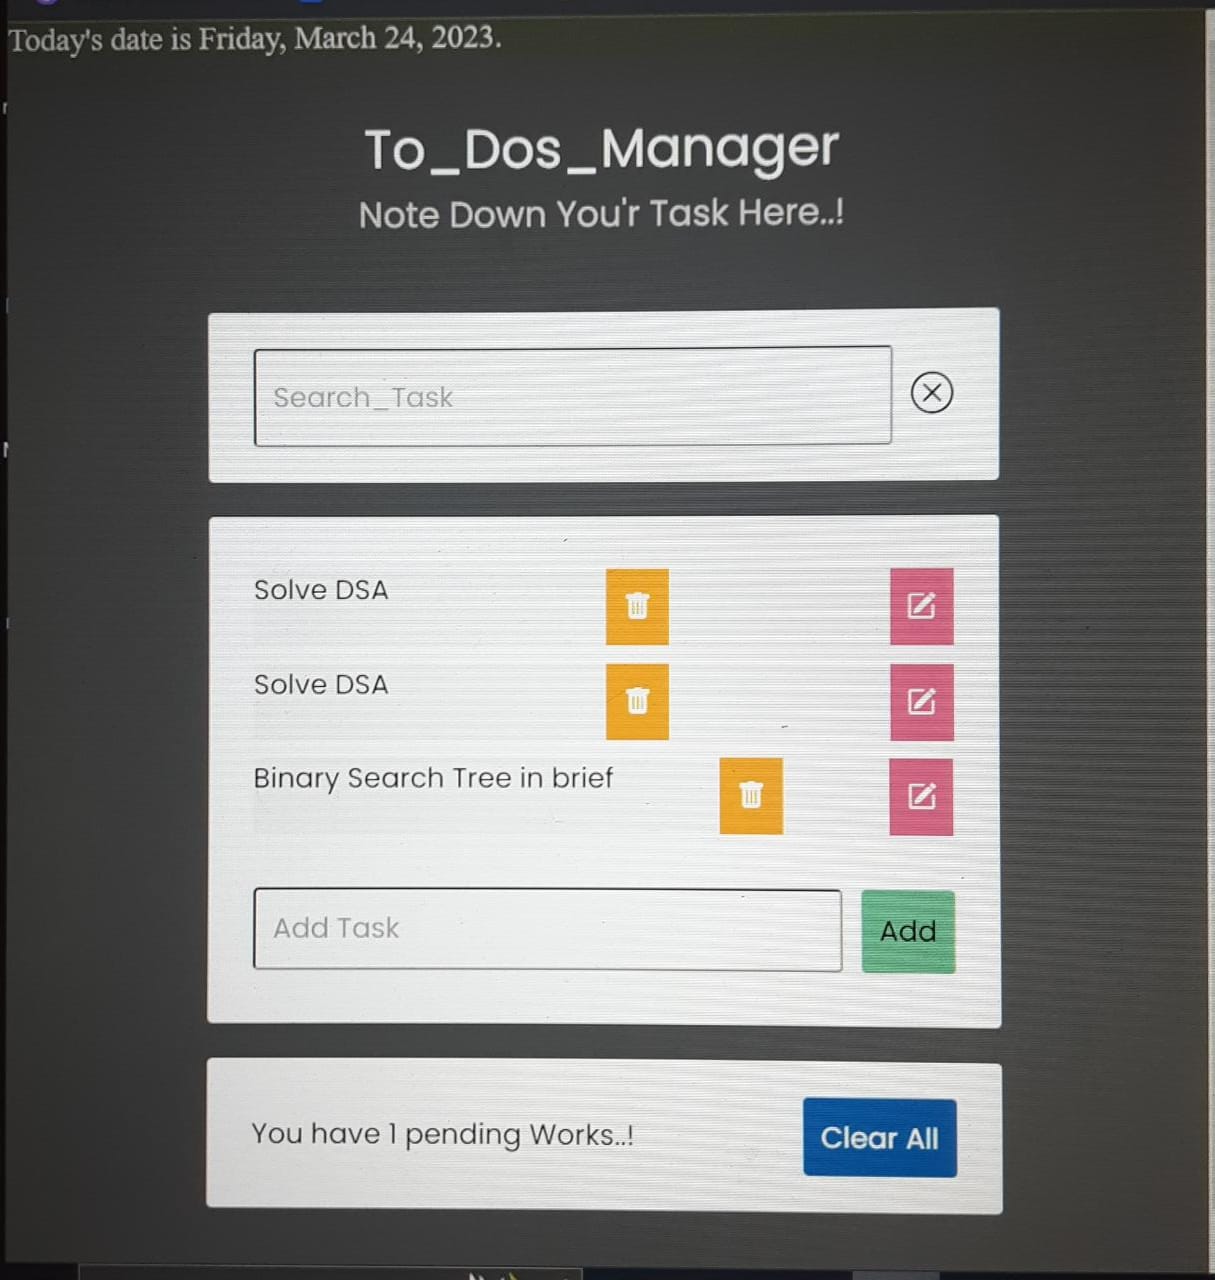 Today's date is Friday, March 24, 2023.
To_Dos_Manager
Note Down You'r Task Here..!
Search_Task
Solve DSA
Solve DSA
Binary Search Tree in brief
Add Task
Add
You have 1 pending Works..!
Clear All